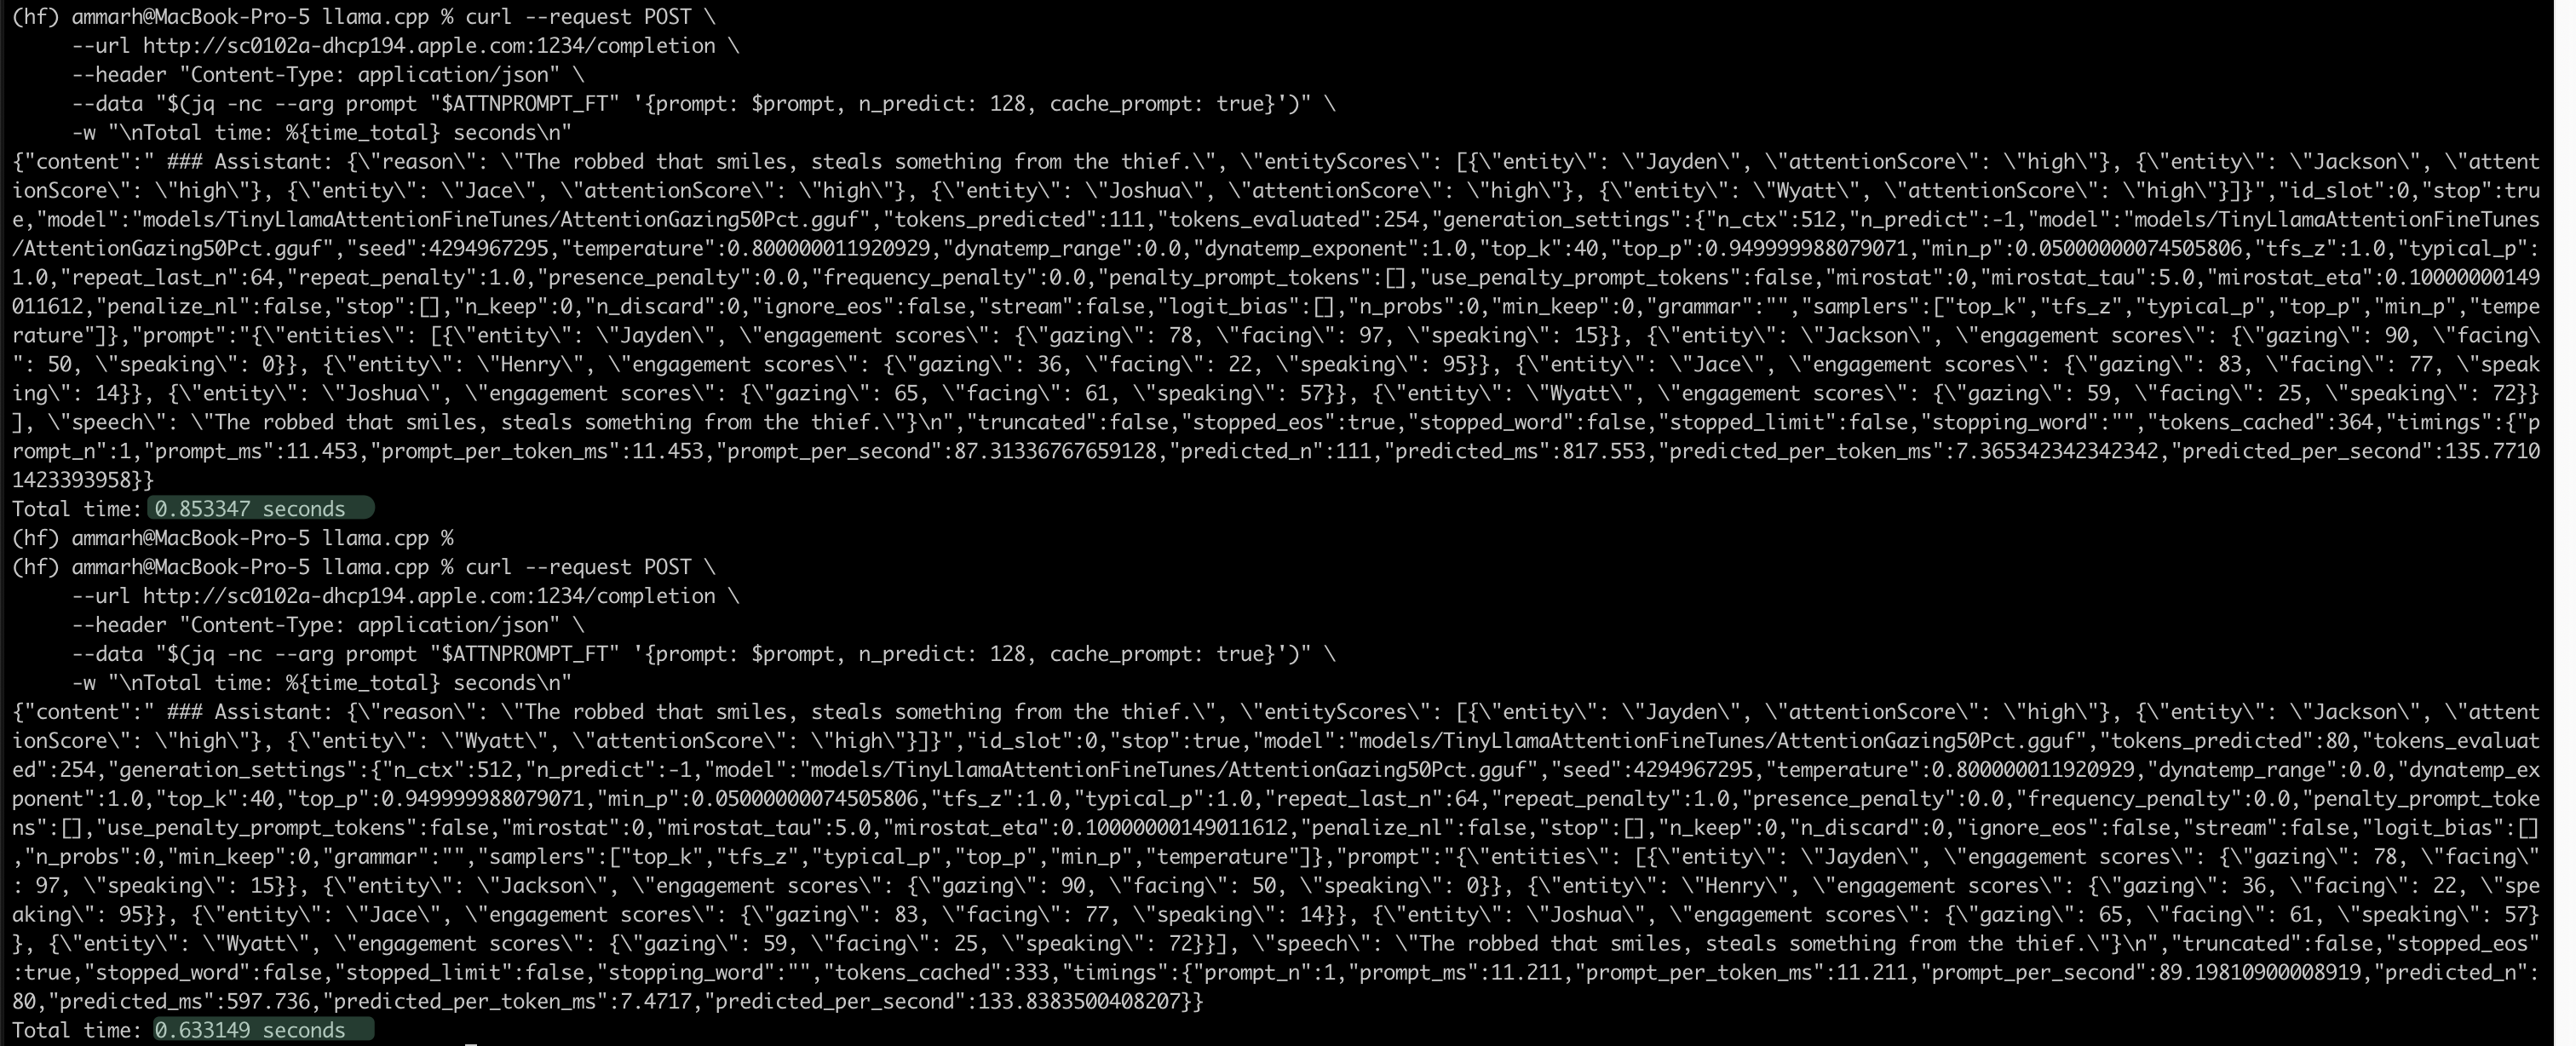 (hf) ammarh@MacBook-Pro-5 llama.cpp % curl --request POST \
--url http://sc0102a-dhcp194.apple.com:1234/completion \
--header "Content-Type: application/json" \
--data "$(jq -nc --arg prompt "$ATTNPROMPT_FT" '{prompt: $prompt, n_predict: 128, cache_prompt: true}')" \
-w "\nTotal time: %{time_total} seconds\n"
{"content":" ### Assistant: {\"reason\": \"The robbed that smiles, steals something from the thief.\", \"entityScores\": [{\"entity\": \"Jayden\", \"attentionScore\": \"high\"}, {\"entity\": \"Jackson\", \"attent
ionScore\": \"high\"}, {\"entity\": \"Jace\", \"attentionScore\": \"high\"}, {\"entity\": \"Joshua\", \"attentionScore\": \"high\"}, {\"entity\": \"Wyatt\", \"attentionScore\": \"high\"}]}","id_slot":0,"stop":tru
e,"model":"models/TinyLlamaAttentionFineTunes/AttentionGazing50Pct.gguf","tokens_predicted":111,"tokens_evaluated":254,"generation_settings":{"n_ctx":512,"n_predict":-1,"model":"models/TinyLlamaAttentionFineTunes
/AttentionGazing50Pct.gguf","seed":4294967295,"temperature":0.800000011920929,"dynatemp_range":0.0,"dynatemp_exponent":1.0,"top_k":40,"top_p":0.949999988079071,"min_p":0.05000000074505806,"tfs_z":1.0,"typical_p":
1.0,"repeat_last_n":64,"repeat_penalty":1.0,"presence_penalty":0.0,"frequency_penalty":0.0,"penalty_prompt_tokens":[],"use_penalty_prompt_tokens":false,"mirostat":0,"mirostat_tau":5.0,"mirostat_eta":0.10000000149
011612,"penalize_nl":false,"stop":[],"n_keep":0,"n_discard":0,"ignore_eos":false,"stream":false,"logit_bias":[],"n_probs":0,"min_keep":0,"grammar":"","samplers":["top_k","tfs_z","typical_p","top_p","min_p","tempe
rature"]},"prompt":"{\"entities\": [{\"entity\": \"Jayden\", \"engagement scores\": {\"gazing\": 78, \"facing\": 97, \"speaking\": 15}}, {\"entity\": \"Jackson\", \"engagement scores\": {\"gazing\": 90, \"facing\
": 50, \"speaking\": 0}}, {\"entity\": \"Henry\", \"engagement scores\": {\"gazing\": 36, \"facing\": 22, \"speaking\": 95}}, {\"entity\": \"Jace\", \"engagement scores\": {\"gazing\": 83, \"facing\": 77, \"speak
ing\": 14}}, {\"entity\": \"Joshua\", \"engagement scores\": {\"gazing\": 65, \"facing\": 61, \"speaking\": 57}}, {\"entity\": \"Wyatt\", \"engagement scores\": {\"gazing\": 59, \"facing\": 25, \"speaking\": 72}}
], \"speech\": \"The robbed that smiles, steals something from the thief.\"}\n","truncated":false,"stopped_eos":true,"stopped_word":false,"stopped_limit":false,"stopping_word":"","tokens_cached":364,"timings":{"p
rompt_n":1,"prompt_ms":11.453,"prompt_per_token_ms":11.453,"prompt_per_second":87.31336767659128,"predicted_n":111,"predicted_ms":817.553,"predicted_per_token_ms":7.365342342342342,"predicted_per_second":135.7710
1423393958}}
Total time: 0.853347 seconds
(hf) ammarh@MacBook-Pro-5 llama.cpp %
(hf) ammarh@MacBook-Pro-5 llama.cpp % curl --request POST \
--url http://sc0102a-dhcp194.apple.com:1234/completion \
--header "Content-Type: application/json" \
--data "$(jq -nc --arg prompt "$ATTNPROMPT_FT" '{prompt: $prompt, n_predict: 128, cache_prompt: true}')" \
-w "\nTotal time: %{time_total} seconds\n"
{"content":" ### Assistant: {\"reason\": \"The robbed that smiles, steals something from the thief.\", \"entityScores\": [{\"entity\": \"Jayden\", \"attentionScore\": \"high\"}, {\"entity\": \"Jackson\", \"attent
ionScore\": \"high\"}, {\"entity\": \"Wyatt\", \"attentionScore\": \"high\"}]}","id_slot":0,"stop":true,"model":"models/TinyLlamaAttentionFineTunes/AttentionGazing50Pct.gguf","tokens_predicted":80,"tokens_evaluat
ed":254,"generation_settings":{"n_ctx":512,"n_predict":-1,"model":"models/TinyLlamaAttentionFineTunes/AttentionGazing50Pct.gguf","seed":4294967295,"temperature":0.800000011920929,"dynatemp_range":0.0,"dynatemp_ex
ponent":1.0,"top_k":40,"top_p":0.949999988079071,"min_p":0.05000000074505806,"tfs_z":1.0,"typical_p":1.0,"repeat_last_n":64,"repeat_penalty":1.0,"presence_penalty":0.0,"frequency_penalty":0.0,"penalty_prompt_toke
ns":[],"use_penalty_prompt_tokens":false,"mirostat":0,"mirostat_tau":5.0,"mirostat_eta":0.10000000149011612,"penalize_nl":false,"stop":[],"n_keep":0,"n_discard":0,"ignore_eos":false,"stream":false,"logit_bias":[]
,"n_probs":0,"min_keep":0,"grammar":"","samplers":["top_k","tfs_z","typical_p","top_p","min_p","temperature"]},"prompt":"{\"entities\": [{\"entity\": \"Jayden\", \"engagement scores\": {\"gazing\": 78, \"facing\"
: 97, \"speaking\": 15}}, {\"entity\": \"Jackson\", \"engagement scores\": {\"gazing\": 90, \"facing\": 50, \"speaking\": 0}}, {\"entity\": \"Henry\", \"engagement scores\": {\"gazing\": 36, \"facing\": 22, \"spe
aking\": 95}}, {\"entity\": \"Jace\", \"engagement scores\": {\"gazing\": 83, \"facing\": 77, \"speaking\": 14}}, {\"entity\": \"Joshua\", \"engagement scores\": {\"gazing\": 65, \"facing\": 61, \"speaking\": 57}
}, {\"entity\": \"Wyatt\", \"engagement scores\": {\"gazing\": 59, \"facing\": 25, \"speaking\": 72}}], \"speech\": \"The robbed that smiles, steals something from the thief.\"}\n","truncated":false,"stopped_eos"
:true,"stopped_word":false,"stopped_limit":false,"stopping_word":"","tokens_cached":333,"timings":{"prompt_n":1,"prompt_ms":11.211,"prompt_per_token_ms":11.211,"prompt_per_second":89.19810900008919,"predicted_n":
80,"predicted_ms":597.736,"predicted_per_token_ms":7.4717,"predicted_per_second":133.8383500408207}}
Total time: 0.633149 seconds